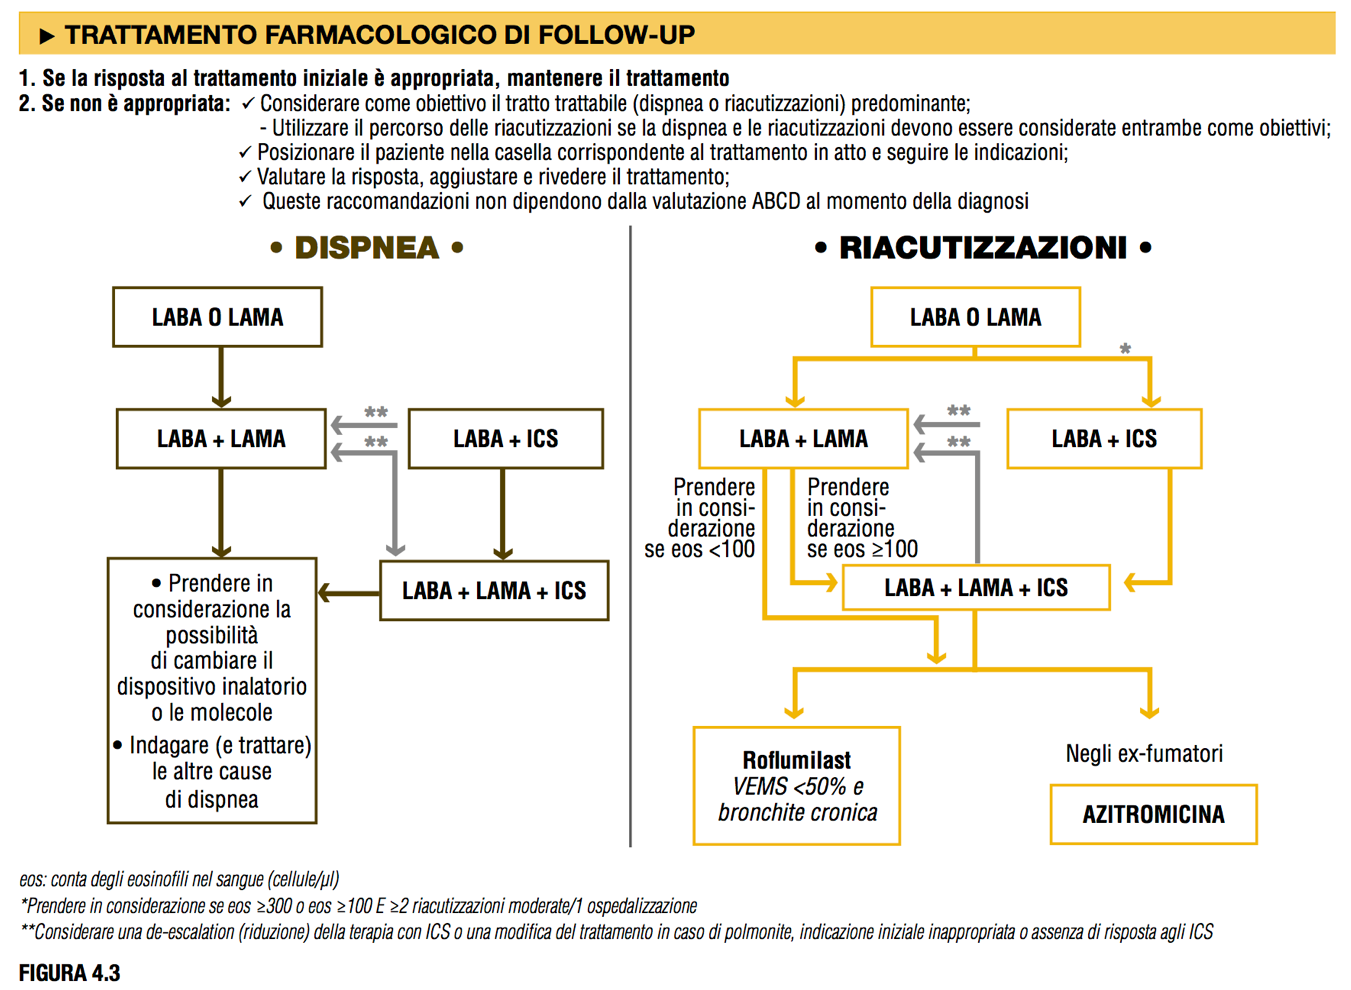 ► TRATTAMENTO FARMACOLOGICO DI FOLLOW-UP
1. Se la risposta al trattamento iniziale è appropriata, mantenere il trattamento
2. Se non è appropriata: ✓ Considerare come obiettivo il tratto trattabile (dispnea o riacutizzazioni) predominante;
- Utilizzare il percorso delle riacutizzazioni se la dispnea e le riacutizzazioni devono essere considerate entrambe come obiettivi;
✓ Posizionare il paziente nella casella corrispondente al trattamento in atto e seguire le indicazioni;
✓ Valutare la risposta, aggiustare e rivedere il trattamento;
✓ Queste raccomandazioni non dipendono dalla valutazione ABCD al momento della diagnosi
• DISPNEA •
LABA O LAMA
LABA + LAMA
**
**
LABA + ICS
LABA + LAMA + ICS
• Prendere in
considerazione la
possibilità
di cambiare il
dispositivo inalatorio
o le molecole
• Indagare (e trattare)
le altre cause
di dispnea
• RIACUTIZZAZIONI •
LABA O LAMA
*
LABA + LAMA
**
**
LABA + ICS
Prendere
in consi-
derazione
se eos <100
Prendere
in consi-
derazione
se eos ≥100
LABA + LAMA + ICS
Roflumilast
VEMS <50% e
bronchite cronica
Negli ex-fumatori
AZITROMICINA
eos: conta degli eosinofili nel sangue (cellule/µl)
*Prendere in considerazione se eos ≥300 o eos ≥100 E ≥2 riacutizzazioni moderate/1 ospedalizzazione
**Considerare una de-escalation (riduzione) della terapia con ICS o una modifica del trattamento in caso di polmonite, indicazione iniziale inappropriata o assenza di risposta agli ICS
FIGURA 4.3